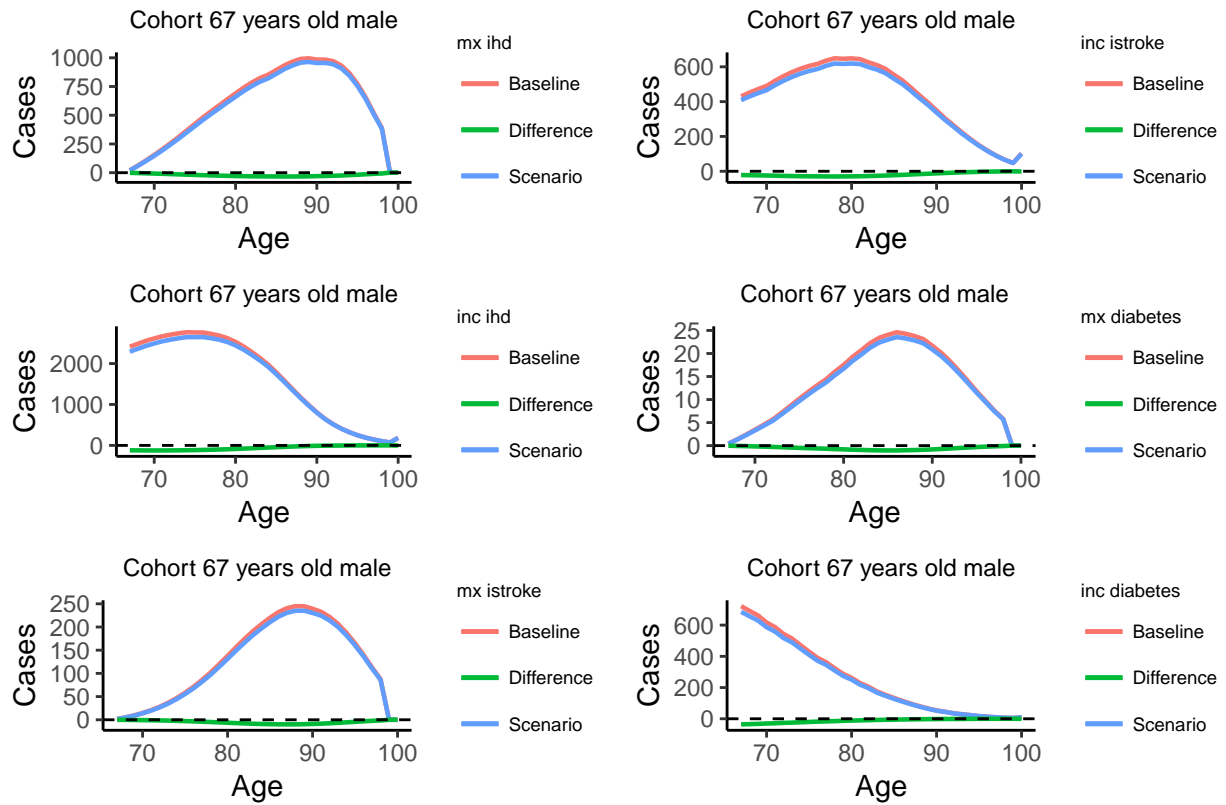 Cohort 67 years old male
mx ihd
Baseline
Difference
Scenario
Cases
1000
750
500
250
0
70 80 90 100
Age
Cohort 67 years old male
inc istroke
Baseline
Difference
Scenario
Cases
600
400
200
0
70 80 90 100
Age
Cohort 67 years old male
inc ihd
Baseline
Difference
Scenario
Cases
2000
1000
0
70 80 90 100
Age
Cohort 67 years old male
mx diabetes
Baseline
Difference
Scenario
Cases
25
20
15
10
5
0
70 80 90 100
Age
Cohort 67 years old male
mx istroke
Baseline
Difference
Scenario
Cases
250
200
150
100
50
0
70 80 90 100
Age
Cohort 67 years old male
inc diabetes
Baseline
Difference
Scenario
Cases
600
400
200
0
70 80 90 100
Age